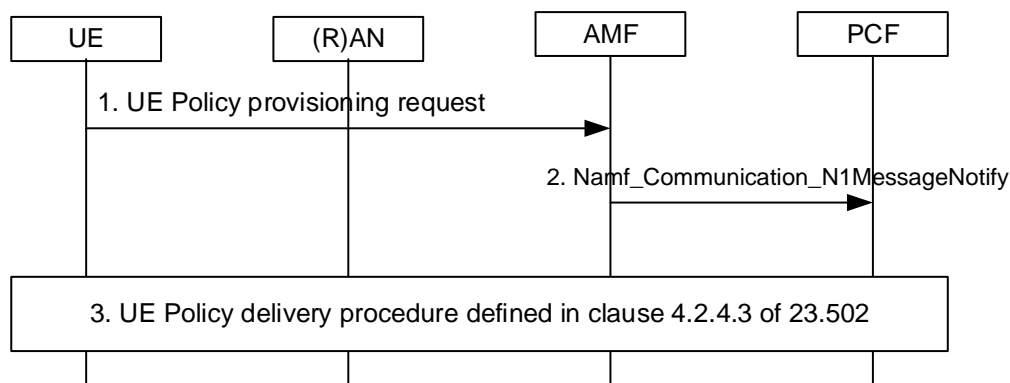 UE
(R)AN
AMF
PCF
1. UE Policy provisioning request
2. Namf_Communication_N1MessageNotify
3. UE Policy delivery procedure defined in clause 4.2.4.3 of 23.502